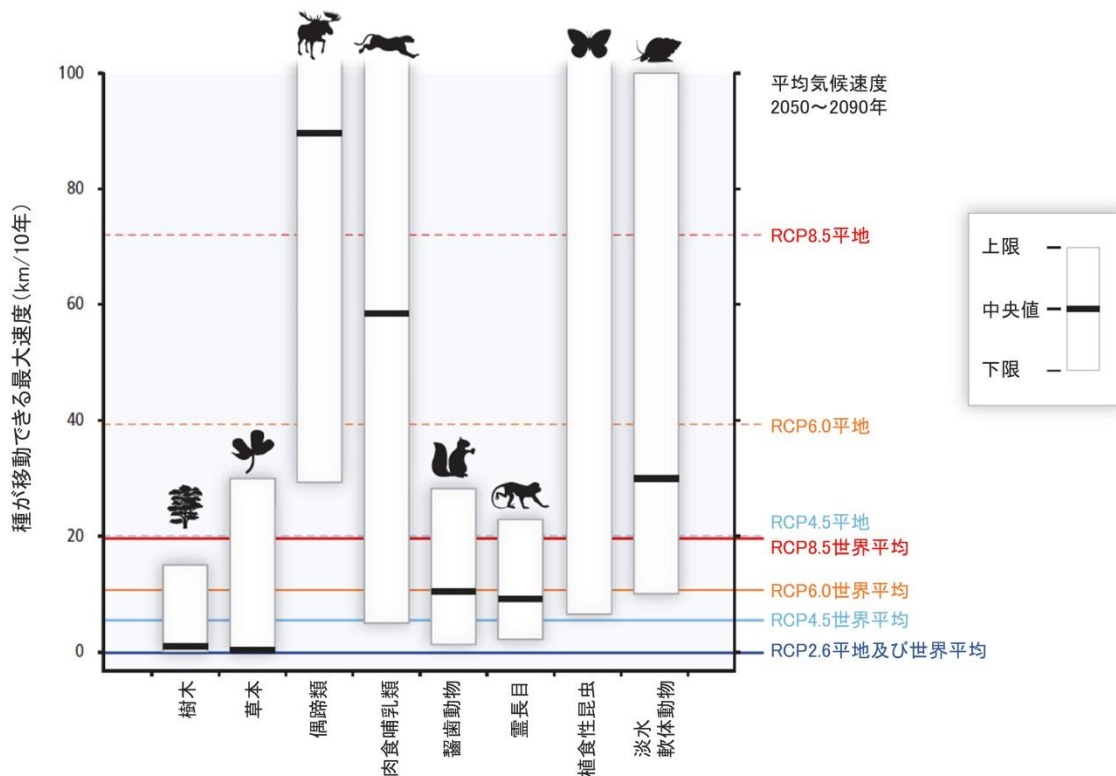 種が移動できる最大速度(km/10年)
100
80
60
40
20
0
平均気候速度
2050～2090年
RCP8.5平地
RCP6.0平地
RCP4.5平地
RCP8.5世界平均
RCP6.0世界平均
RCP4.5世界平均
RCP2.6平地及び世界平均
上限
中央値
下限
樹木
草本
偶蹄類
肉食哺乳類
齧歯動物
霊長目
植食性昆虫
淡水
軟体動物